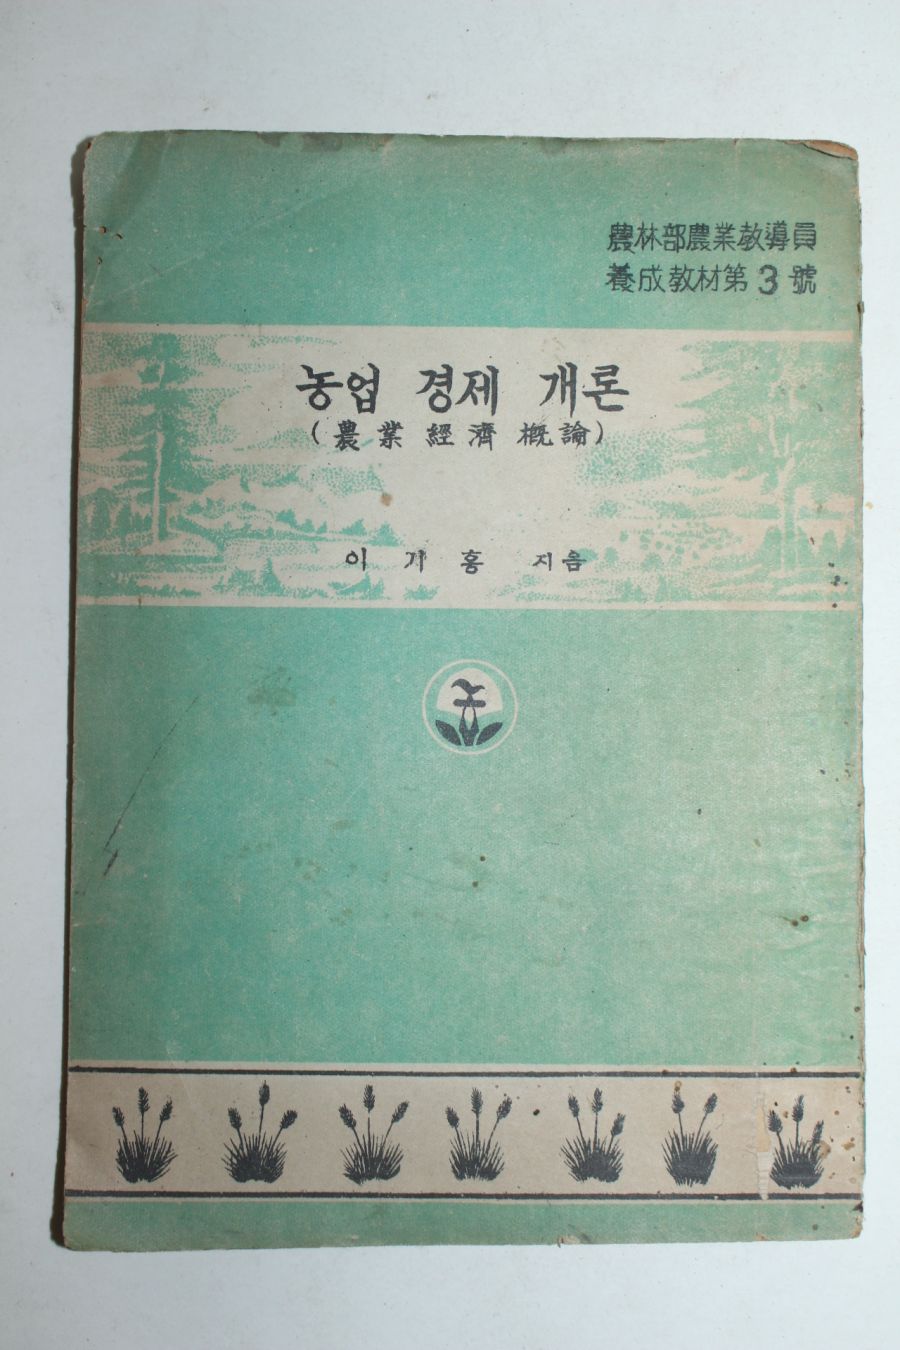 農林部農業敎導員
養成敎材第3號
농업 경제 개론
(農業經濟槪論)
이기홍 지음